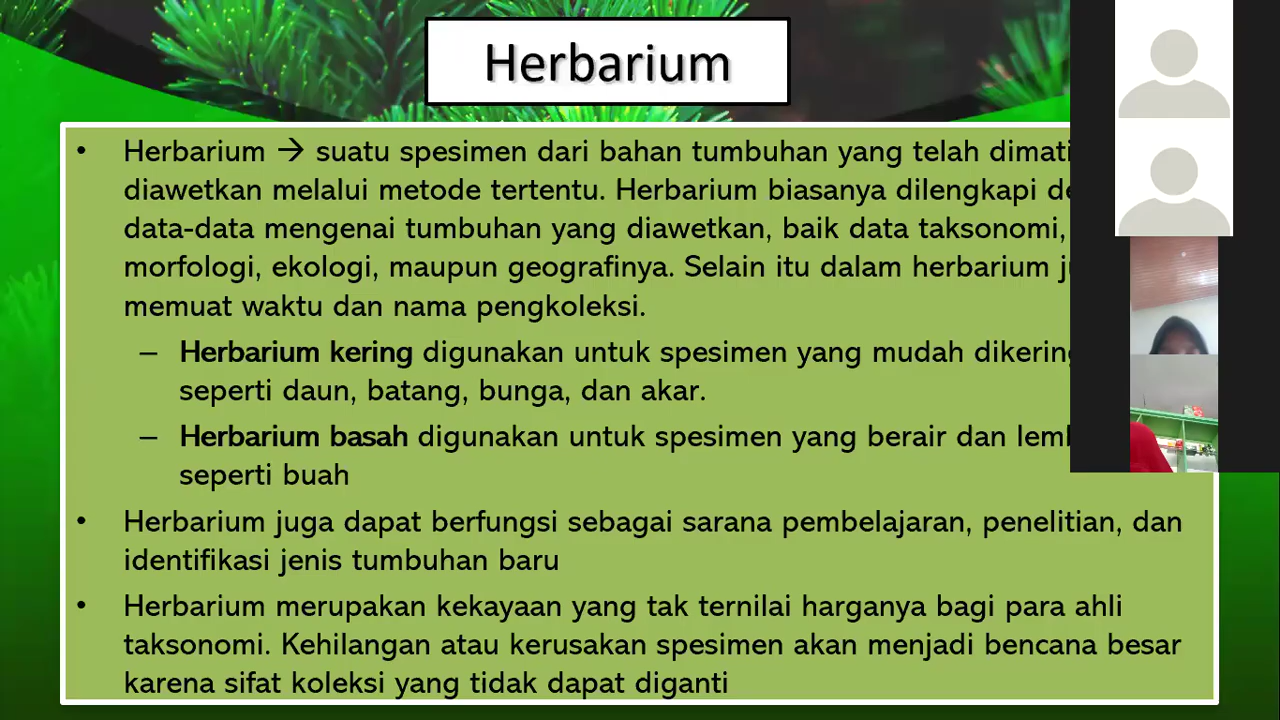 Herbarium
• Herbarium → suatu spesimen dari bahan tumbuhan yang telah dimati
diawetkan melalui metode tertentu. Herbarium biasanya dilengkapi
data-data mengenai tumbuhan yang diawetkan, baik data taksonomi,
morfologi, ekologi, maupun geografinya. Selain itu dalam herbarium
memuat waktu dan nama pengkoleksi.
– Herbarium kering digunakan untuk spesimen yang mudah
seperti daun, batang, bunga, dan akar.
– Herbarium basah digunakan untuk spesimen yang berair dan
seperti buah
• Herbarium juga dapat berfungsi sebagai sarana pembelajaran, penelitian, dan
identifikasi jenis tumbuhan baru
• Herbarium merupakan kekayaan yang tak ternilai harganya bagi para ahli
taksonomi. Kehilangan atau kerusakan spesimen akan menjadi bencana besar
karena sifat koleksi yang tidak dapat diganti